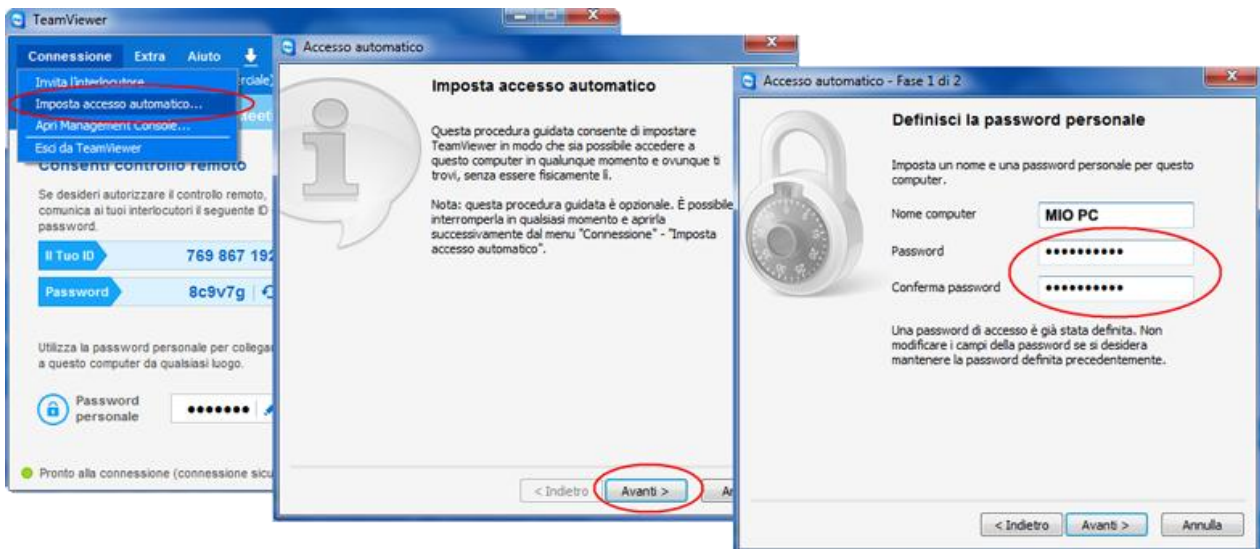 TeamViewer
Connessione Extra Aiuto
Invita l'interlocutore
Imposta accesso automatico...
Apri Management Console...
Esci da TeamViewer
Consenti controllo remoto
Se desideri autorizzare il controllo remoto,
comunica ai tuoi interlocutori il seguente ID
password.
Il Tuo ID 769 867 192
Password 8c9v7g
Utilizza la password personale per
a questo computer da qualsiasi luogo.
Password
personale
Pronto alla connessione (connessione
Accesso automatico
Imposta accesso automatico
Questa procedura guidata consente di impostare
TeamViewer in modo che sia possibile accedere a
questo computer in qualunque momento e ovunque ti
trovi, senza essere fisicamente lì.
Nota: questa procedura guidata è opzionale. È possibile
interromperla in qualsiasi momento e aprirla
successivamente dal menu "Connessione" - "Imposta
accesso automatico".
< Indietro Avanti >
Accesso automatico - Fase 1 di 2
Definisci la password personale
Imposta un nome e una password personale per questo
computer.
Nome computer MIO PC
Password ••••••••••
Conferma password ••••••••••
Una password di accesso è già stata definita. Non
modificare i campi della password se si desidera
mantenere la password definita precedentemente.
< Indietro Avanti > Annulla